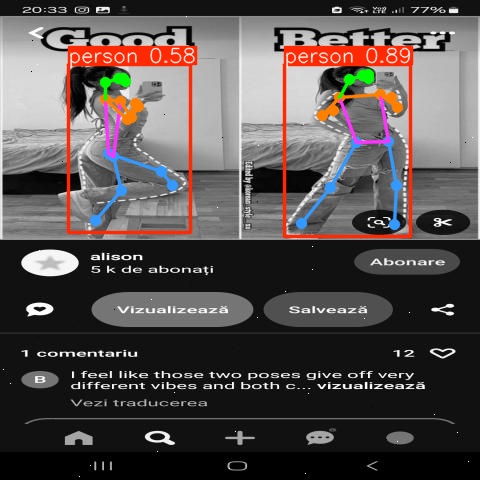 20:33
77%
Good
Better
person 0.58
person 0.89
alison
5 k de abonați
Abonare
Vizualizează
Salvează
1 comentariu
12
B
I feel like those two poses give off very
different vibes and both c... vizualizează
Vezi traducerea